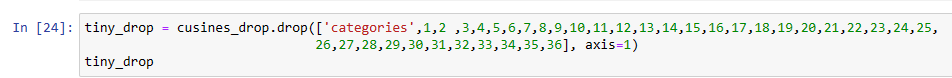 In [24]: tiny_drop = cusines_drop.drop(['categories',1,2 ,3,4,5,6,7,8,9,10,11,12,13,14,15,16,17,18,19,20,21,22,23,24,25,
26,27,28,29,30,31,32,33,34,35,36], axis=1)
tiny_drop